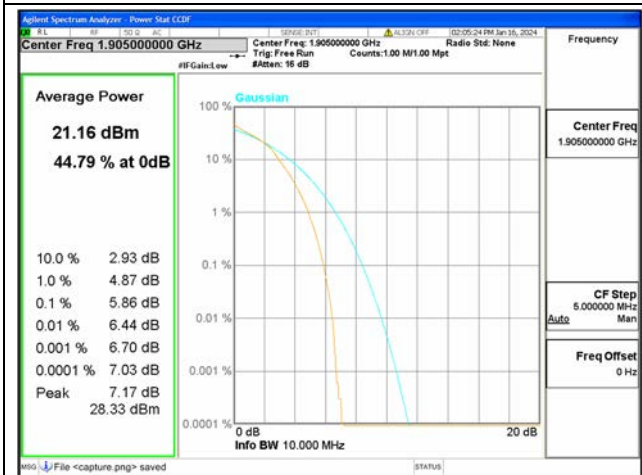 Agilent Spectrum Analyzer - Power Stat CCDF
RL RF 50 Ω AC SENSE:INT ALIGN OFF 02:05:24 PM Jan 16, 2024
Center Freq 1.905000000 GHz Center Freq: 1.905000000 GHz Radio Std: None
Trig: Free Run Counts:1.00 M/1.00 Mpt
#IFGain:Low #Atten: 16 dB
Frequency
Average Power
21.16 dBm
44.79 % at 0dB
10.0 % 2.93 dB
1.0 % 4.87 dB
0.1 % 5.86 dB
0.01 % 6.44 dB
0.001 % 6.70 dB
0.0001 % 7.03 dB
Peak 7.17 dB
28.33 dBm
Gaussian
100 %
10 %
1 %
0.1 %
0.01 %
0.001 %
0.0001 %
0 dB 20 dB
Info BW 10.000 MHz
Center Freq
1.905000000 GHz
CF Step
5.000000 MHz
Auto Man
Freq Offset
0 Hz
MSG File <capture.png> saved STATUS